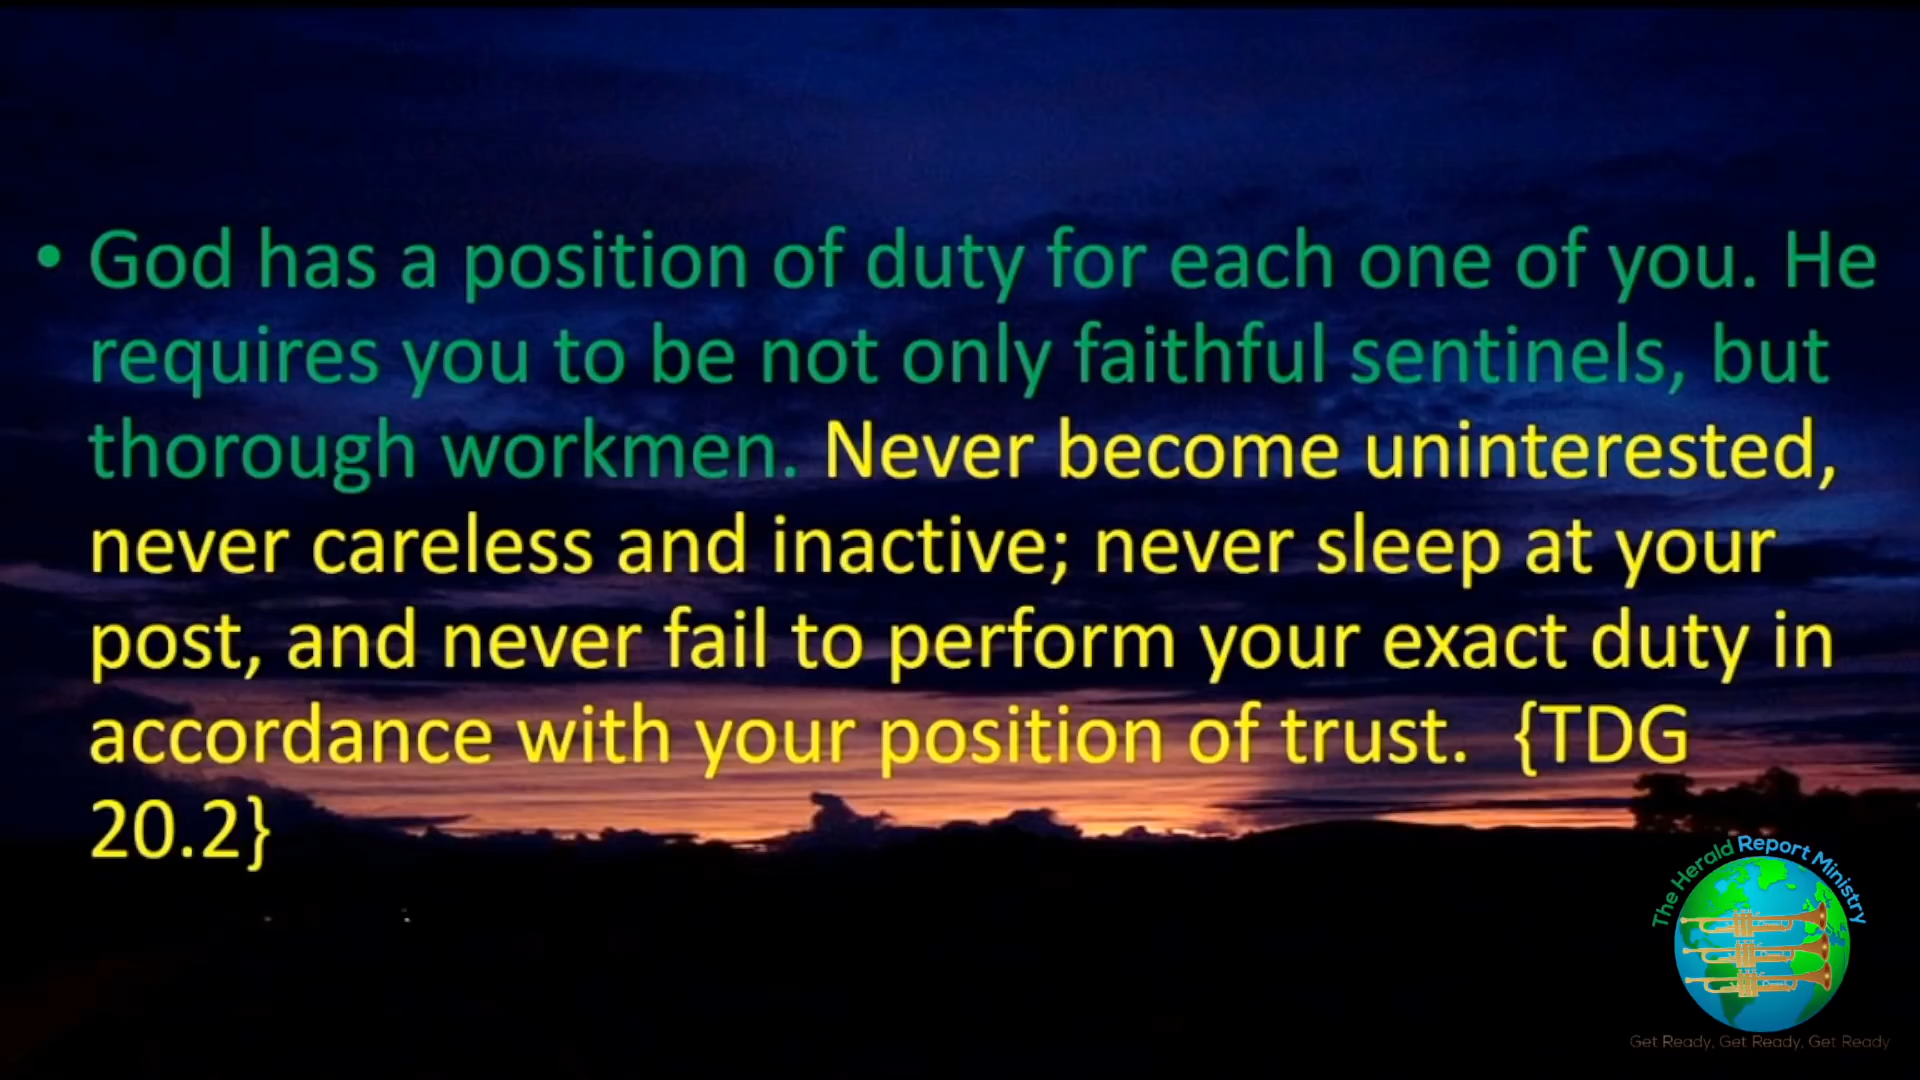 • God has a position of duty for each one of you. He
requires you to be not only faithful sentinels, but
thorough workmen. Never become uninterested,
never careless and inactive; never sleep at your
post, and never fail to perform your exact duty in
accordance with your position of trust.  {TDG
20.2}
The Herald Report Ministry
Get Ready, Get Ready, Get Ready